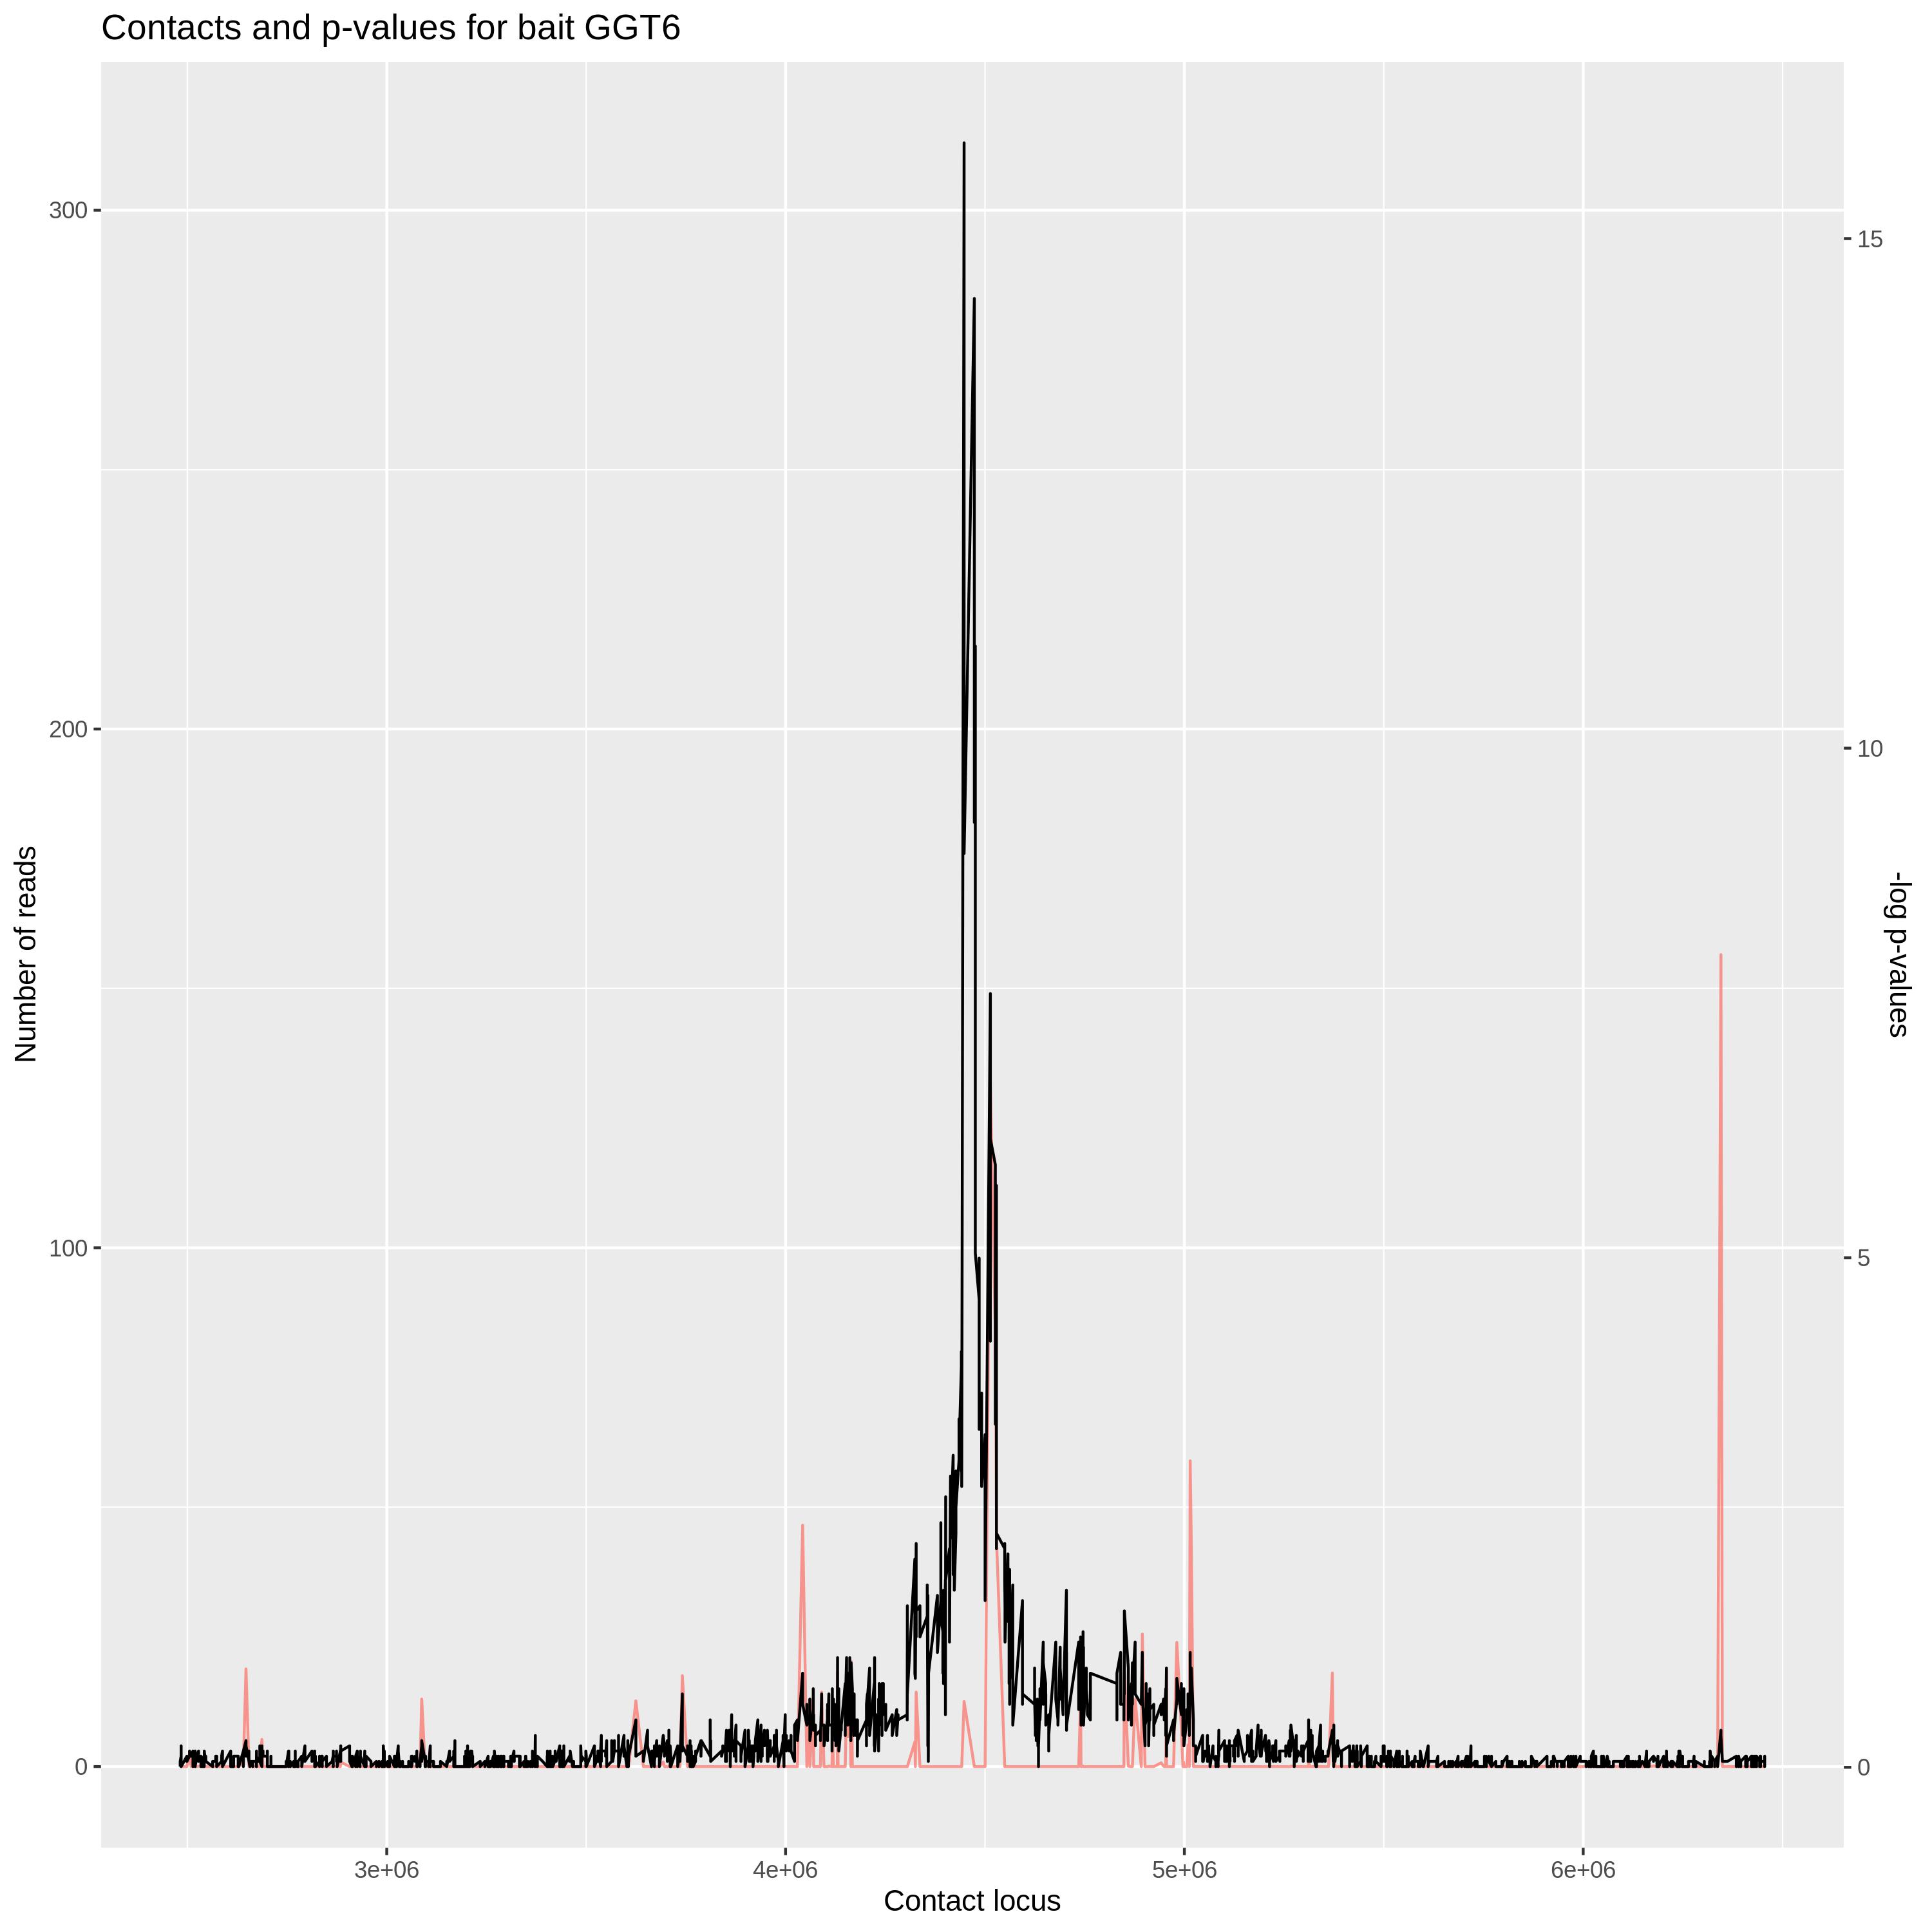 Contacts and p-values for bait GGT6
300
200
100
0
Number of reads
15
10
5
0
-log p-values
3e+06
4e+06
5e+06
6e+06
Contact locus